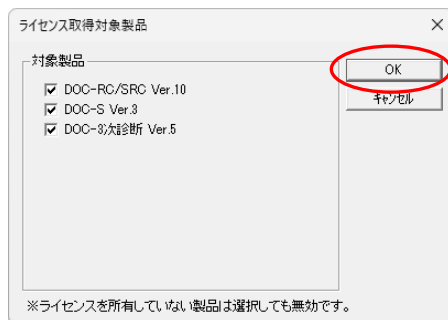 ライセンス取得対象製品
対象製品
DOC-RC/SRC Ver.10
DOC-S Ver.3
DOC-3次診断 Ver.5
OK
キャンセル
※ライセンスを所有していない製品は選択しても無効です。